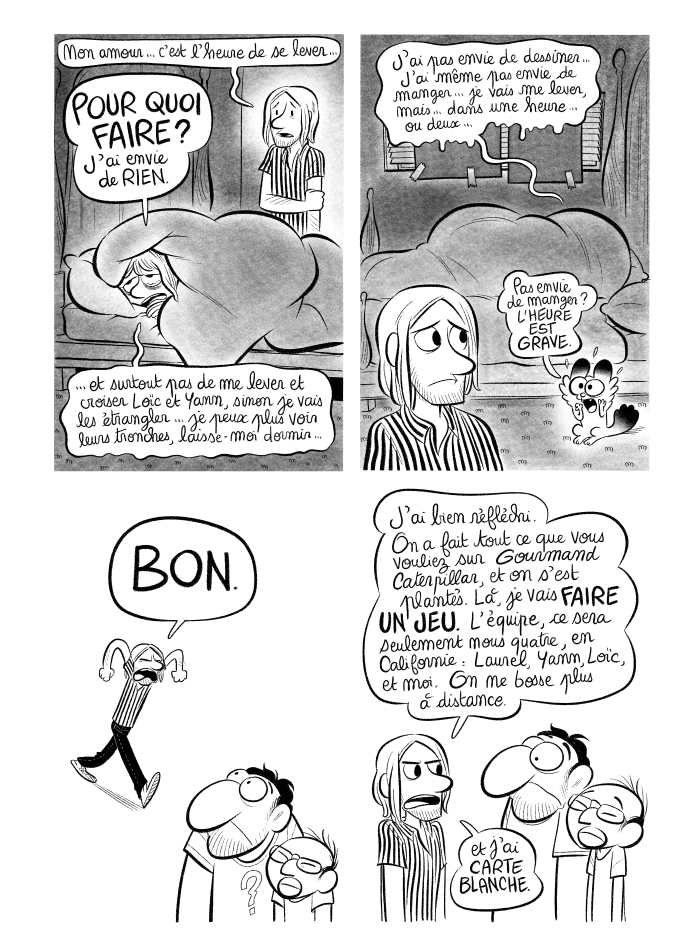 Mon amour... c'est l'heure de se lever...
POUR QUOI
FAIRE?
J'ai envie
de RIEN.
...et surtout pas de me lever et
croiser Loïc et Yann, sinon je vais
les étrangler... je peux plus voir
leurs tronches, laisse-moi dormir...
J'ai pas envie de dessiner...
J'ai même pas envie de
manger... je vais me lever,
mais... dans une heure...
ou deux...
Pas envie
de manger?
L'HEURE
EST
GRAVE.
BON.
?
J'ai bien réfléchi.
On a fait tout ce que vous
vouliez sur Gourmand
Caterpillar, et on s'est
plantés. Là, je vais FAIRE
UN JEU. L'équipe, ce sera
seulement nous quatre, en
Californie : Laurel, Yann, Loïc,
et moi. On ne bosse plus
à distance.
et j'ai
CARTE
BLANCHE.